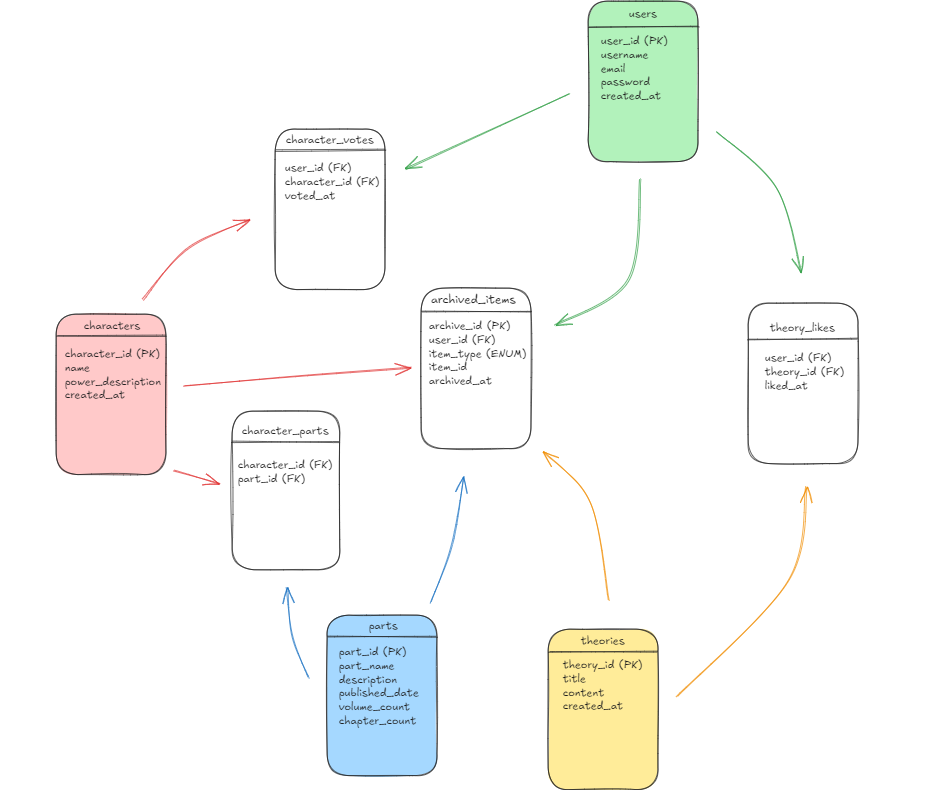 users
user_id (PK)
username
email
password
created_at
character_votes
user_id (FK)
character_id (FK)
voted_at
archived_items
archive_id (PK)
user_id (FK)
item_type (ENUM)
item_id
archived_at
theory_likes
user_id (FK)
theory_id (FK)
liked_at
characters
character_id (PK)
name
power_description
created_at
character_parts
character_id (FK)
part_id (FK)
parts
part_id (PK)
part_name
description
published_date
volume_count
chapter_count
theories
theory_id (PK)
title
content
created_at